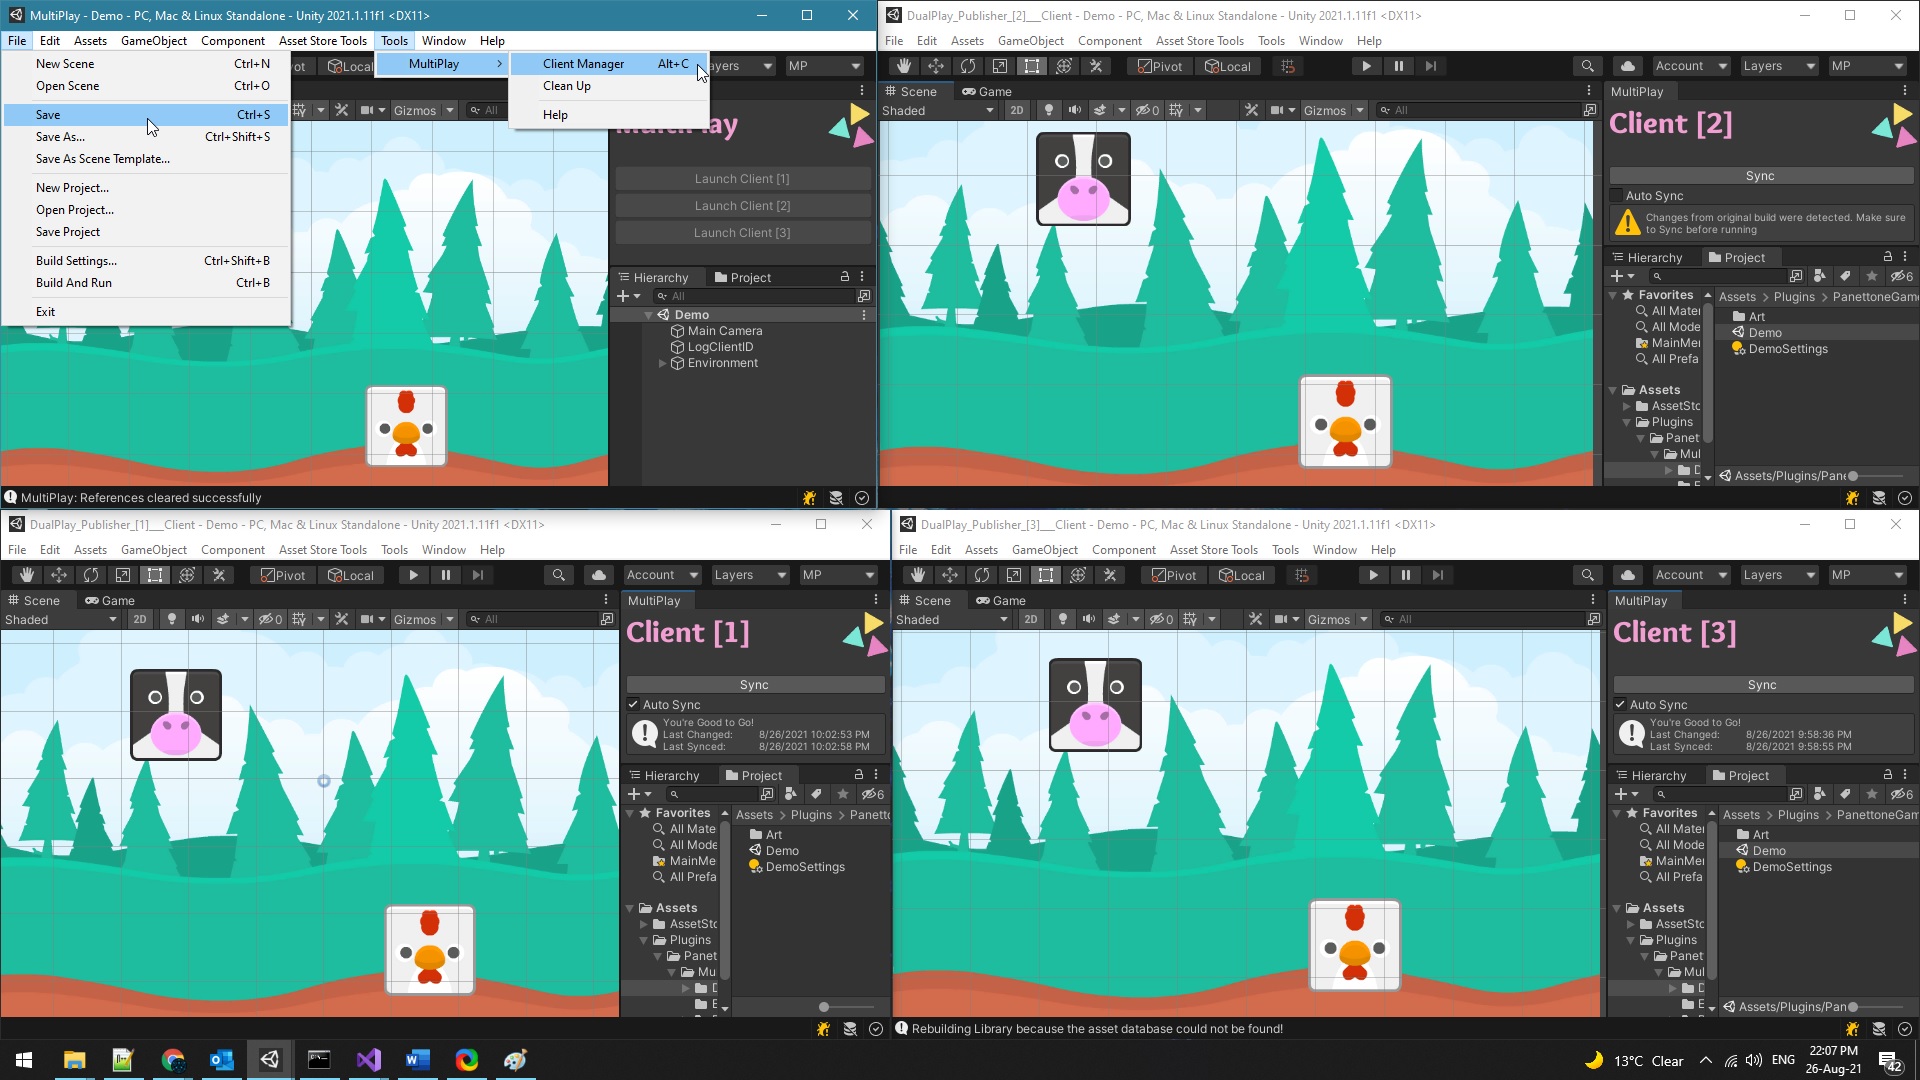 MultiPlay - Demo - PC, Mac & Linux Standalone - Unity 2021.1.11f1 <DX11>
File Edit Assets GameObject Component Asset Store Tools Tools Window Help
New Scene Ctrl+N
Open Scene Ctrl+O
Save Ctrl+S
Save As... Ctrl+Shift+S
Save As Scene Template...
New Project...
Open Project...
Save Project
Build Settings... Ctrl+Shift+B
Build And Run Ctrl+B
Exit
MultiPlay
Client Manager Alt+C
Clean Up
Help
Local
MP
Gizmos
All
Launch Client [1]
Launch Client [2]
Launch Client [3]
Hierarchy Project
All
Demo
Main Camera
LogClientID
Environment
MultiPlay: References cleared successfully
DualPlay_Publisher_[2]__Client - Demo - PC, Mac & Linux Standalone - Unity 2021.1.11f1 <DX11>
File Edit Assets GameObject Component Asset Store Tools Tools Window Help
Pivot Local Account Layers MP
Scene Game
Shaded 2D 0 Gizmos All
MultiPlay
Client [2]
Sync
Auto Sync
Changes from original build were detected. Make sure
to Sync before running
Hierarchy Project
6
Favorites
All Mater
All Mode
MainMe
All Prefa
Assets
AssetSto
Plugins
Panet
Mul
Assets > Plugins > PanettoneGame
Art
Demo
DemoSettings
Assets/Plugins/Pane
DualPlay_Publisher_[1]__Client - Demo - PC, Mac & Linux Standalone - Unity 2021.1.11f1 <DX11>
File Edit Assets GameObject Component Asset Store Tools Tools Window Help
Pivot Local Account Layers MP
Scene Game
Shaded 2D 0 Gizmos All
MultiPlay
Client [1]
Sync
Auto Sync
You're Good to Go!
Last Changed: 8/26/2021 10:02:53 PM
Last Synced: 8/26/2021 10:02:58 PM
Hierarchy Project
6
Favorites
All Mate
All Mode
MainMe
All Prefa
Assets
AssetSt
Plugins
Panet
Mu
Assets > Plugins > Panetto
Art
Demo
DemoSettings
DualPlay_Publisher_[3]__Client - Demo - PC, Mac & Linux Standalone - Unity 2021.1.11f1 <DX11>
File Edit Assets GameObject Component Asset Store Tools Tools Window Help
Pivot Local Account Layers MP
Scene Game
Shaded 2D 0 Gizmos All
MultiPlay
Client [3]
Sync
Auto Sync
You're Good to Go!
Last Changed: 8/26/2021 9:58:36 PM
Last Synced: 8/26/2021 9:58:55 PM
Hierarchy Project
6
Favorites
All Mater
All Mode
MainMe
All Prefa
Assets
AssetSto
Plugins
Panet
Mul
Assets > Plugins > PanettoneGam
Art
Demo
DemoSettings
Assets/Plugins/Pan
Rebuilding Library because the asset database could not be found!
13°C Clear ENG 22:07 PM
26-Aug-21
42